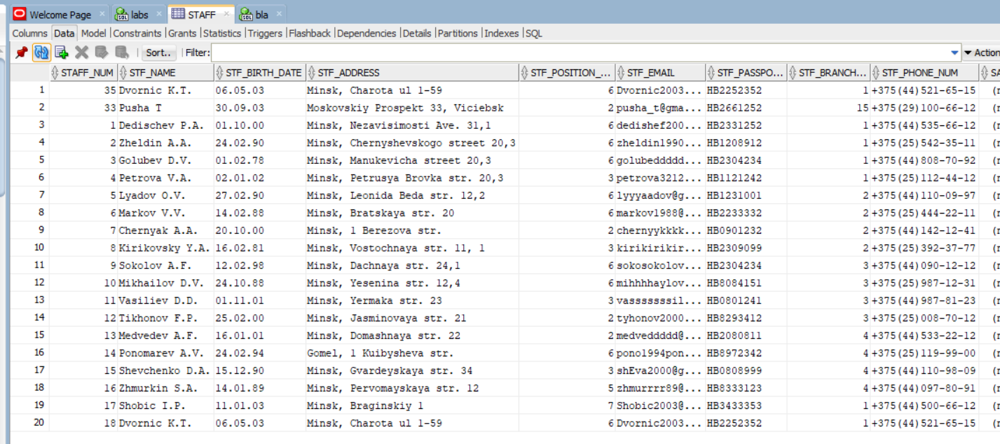 Welcome Page × labs × STAFF × bla ×
Columns Data Model |Constraints |Grants |Statistics |Triggers |Flashback |Dependencies |Details |Partitions |Indexes |SQL
Sort.. Filter: Action
STAFF_NUM STF_NAME STF_BIRTH_DATE STF_ADDRESS STF_POSITION_... STF_EMAIL STF_PASSPO... STF_BRANCH... STF_PHONE_NUM SA
1 35 Dvornic K.T. 06.05.03 Minsk, Charota ul 1-59 6 Dvornic2003... HB2252352 1 +375(44)521-65-15 (
2 33 Pusha T 30.09.03 Moskovskiy Prospekt 33, Viciebsk 2 pusha_t@gma... HB2661252 15 +375(29)100-66-12 (
3 1 Dedischev P.A. 01.10.00 Minsk, Nezavisimosti Ave. 31,1 6 dedishef200... HB2331252 1 +375(44)535-66-12 (
4 2 Zheldin A.A. 24.02.90 Minsk, Chernyshevskogo street 20,3 6 zheldin1990... HB1208912 1 +375(25)542-35-11 (
5 3 Golubev D.V. 01.02.78 Minsk, Manukevicha street 20,3 6 golubeddddd... HB2304234 1 +375(44)808-70-92 (
6 4 Petrova V.A. 02.01.02 Minsk, Petrusya Brovka str. 20,3 3 petrova3212... HB1121242 1 +375(25)112-44-12 (
7 5 Lyadov O.V. 27.02.90 Minsk, Leonida Beda str. 12,2 6 lyyyaadov@g... HB1231001 2 +375(44)110-09-97 (
8 6 Markov V.V. 14.02.88 Minsk, Bratskaya str. 20 6 markov1988@... HB2233332 2 +375(25)444-22-11 (
9 7 Chernyak A.A. 20.10.00 Minsk, 1 Berezova str. 2 chernyykkkk... HB0901232 2 +375(44)142-12-41 (
10 8 Kirikovsky Y.A. 16.02.81 Minsk, Vostochnaya str. 11, 1 3 kirikirikir... HB2309099 2 +375(25)392-37-77 (
11 9 Sokolov A.F. 12.02.98 Minsk, Dachnaya str. 24,1 6 sokosokolov... HB2304234 3 +375(44)090-12-12 (
12 10 Mikhailov D.V. 24.10.88 Minsk, Yesenina str. 12,4 6 mihhhhaylov... HB8084151 3 +375(25)987-12-31 (
13 11 Vasiliev D.D. 01.11.01 Minsk, Yermaka str. 23 3 vasssssssil... HB0801241 3 +375(44)987-81-23 (
14 12 Tikhonov F.P. 25.02.00 Minsk, Jasminovaya str. 21 2 tyhonov2000... HB8293412 3 +375(25)008-70-12 (
15 13 Medvedev A.F. 16.01.01 Minsk, Domashnaya str. 22 2 medveddddd@... HB2080811 4 +375(44)533-22-12 (
16 14 Ponomarev A.V. 24.02.94 Gomel, 1 Kuibysheva str. 6 pono1994pon... HB8972342 4 +375(25)119-99-00 (
17 15 Shevchenko D.A. 15.12.90 Minsk, Gvardeyskaya str. 34 3 shEva2000@g... HB0808999 4 +375(44)110-98-09 (
18 16 Zhmurkin S.A. 14.01.89 Minsk, Pervomayskaya str. 12 5 zhmurrrr89@... HB8333123 4 +375(44)097-80-91 (
19 17 Shobic I.P. 11.01.03 Minsk, Braginskiy 1 7 Shobic2003@... HB3433353 1 +375(44)500-66-12 (
20 18 Dvornic K.T. 06.05.03 Minsk, Charota ul 1-59 6 Dvornic2003... HB2252352 1 +375(44)521-65-15 (